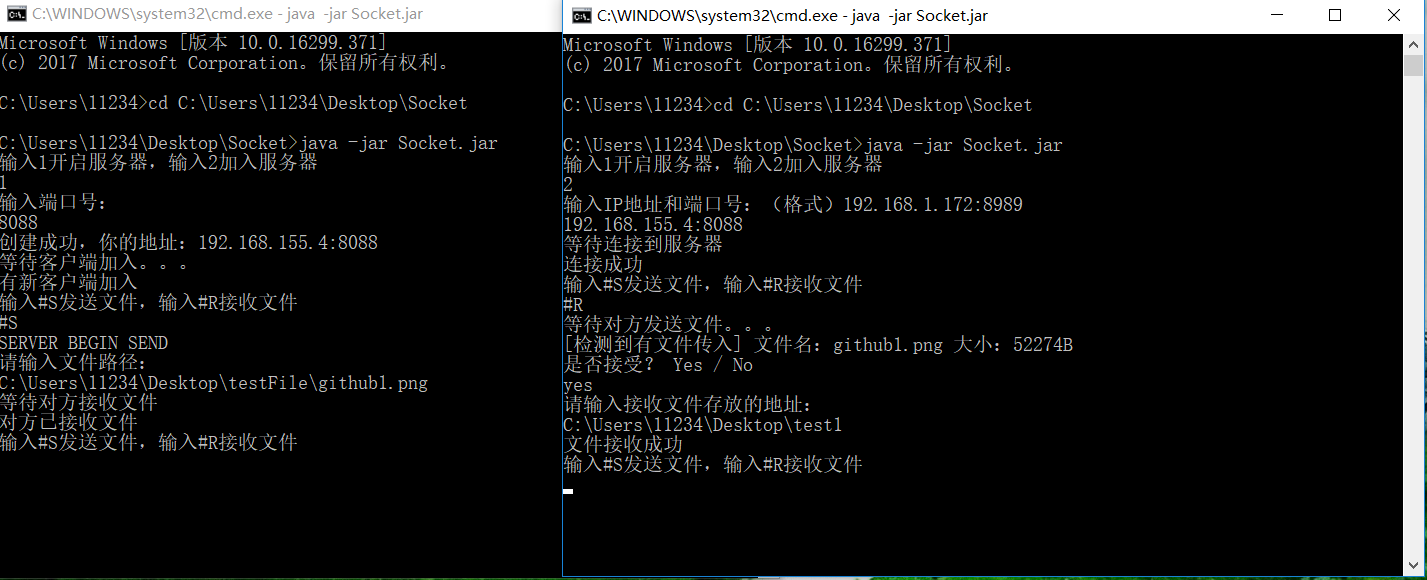 C:\WINDOWS\system32\cmd.exe - java  -jar Socket.jar
Microsoft Windows [版本 10.0.16299.371]
(c) 2017 Microsoft Corporation。保留所有权利。
C:\Users\11234>cd C:\Users\11234\Desktop\Socket
C:\Users\11234\Desktop\Socket>java -jar Socket.jar
输入1开启服务器，输入2加入服务器
1
输入端口号：
8088
创建成功，你的地址：192.168.155.4:8088
等待客户端加入。。。
有新客户端加入
输入#S发送文件，输入#R接收文件
#S
SERVER BEGIN SEND
请输入文件路径：
C:\Users\11234\Desktop\testFile\github1.png
等待对方接收文件
对方已接收文件
输入#S发送文件，输入#R接收文件
C:\WINDOWS\system32\cmd.exe - java  -jar Socket.jar
Microsoft Windows [版本 10.0.16299.371]
(c) 2017 Microsoft Corporation。保留所有权利。
C:\Users\11234>cd C:\Users\11234\Desktop\Socket
C:\Users\11234\Desktop\Socket>java -jar Socket.jar
输入1开启服务器，输入2加入服务器
2
输入IP地址和端口号：（格式）192.168.1.172:8989
192.168.155.4:8088
等待连接到服务器
连接成功
输入#S发送文件，输入#R接收文件
#R
等待对方发送文件。。。
[检测到有文件传入] 文件名：github1.png 大小：52274B
是否接受？ Yes / No
yes
请输入接收文件存放的地址：
C:\Users\11234\Desktop\test1
文件接收成功
输入#S发送文件，输入#R接收文件